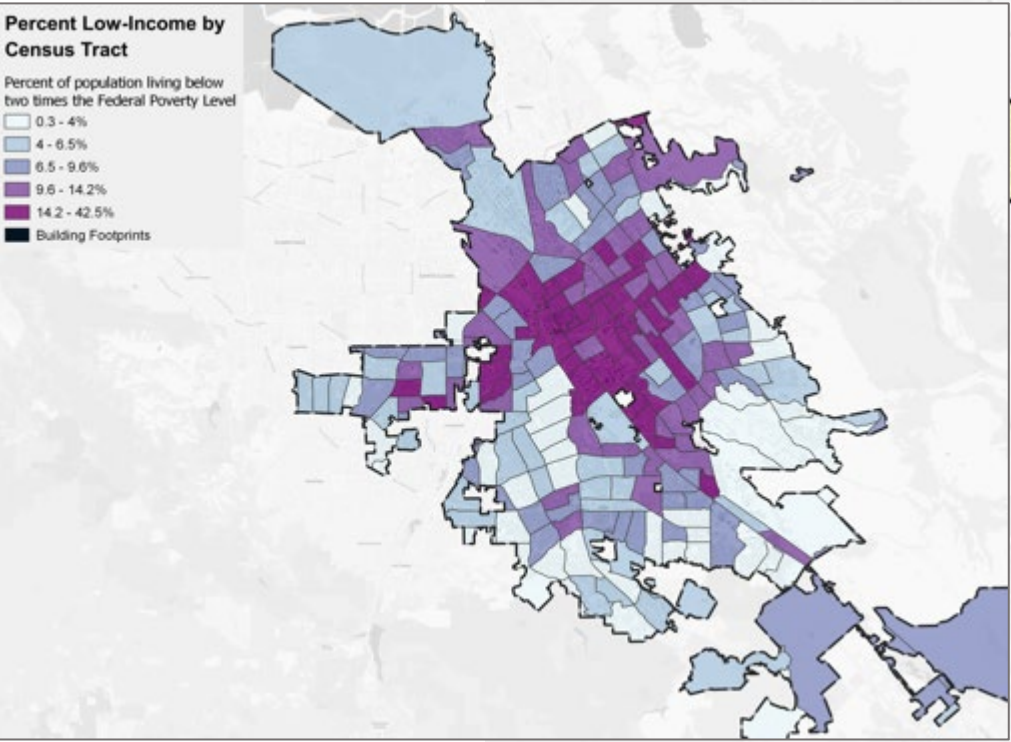 Percent Low-Income by
Census Tract
Percent of population living below
two times the Federal Poverty Level
0.3 - 4%
4 - 6.5%
6.5 - 9.6%
9.6 - 14.2%
14.2 - 42.5%
Building Footprints